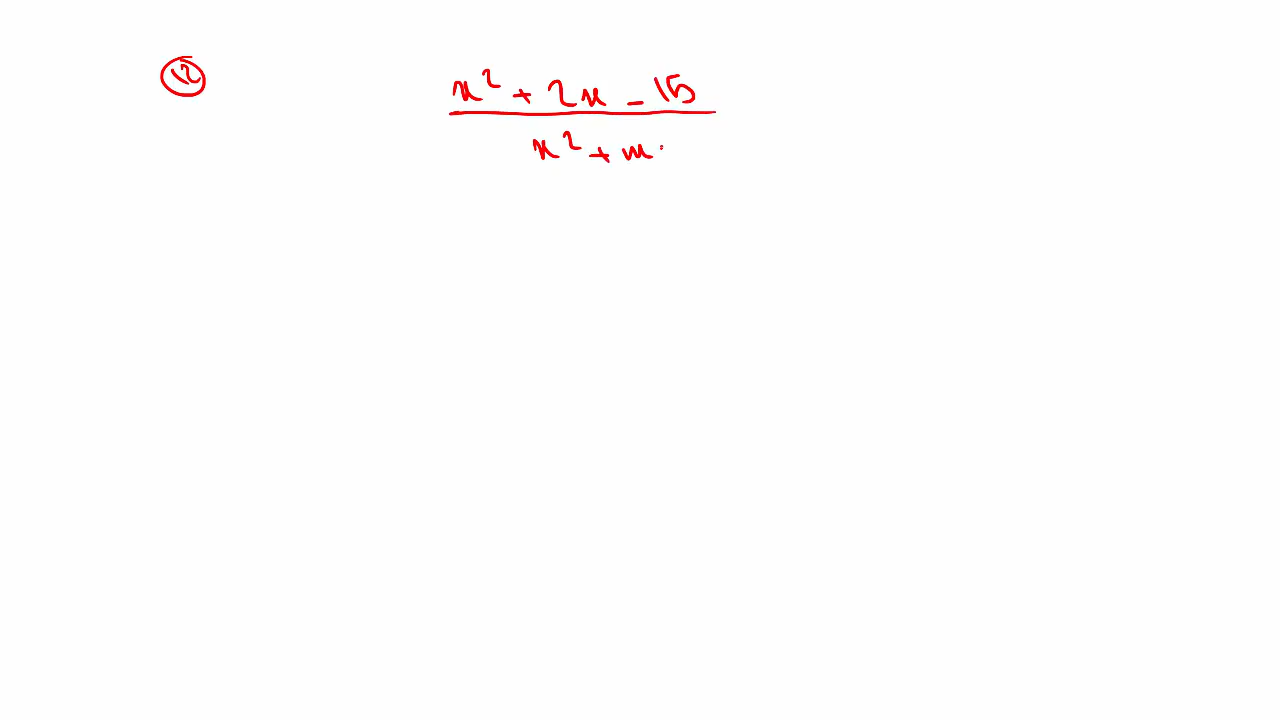 12
x² + 2x - 15
x² + m